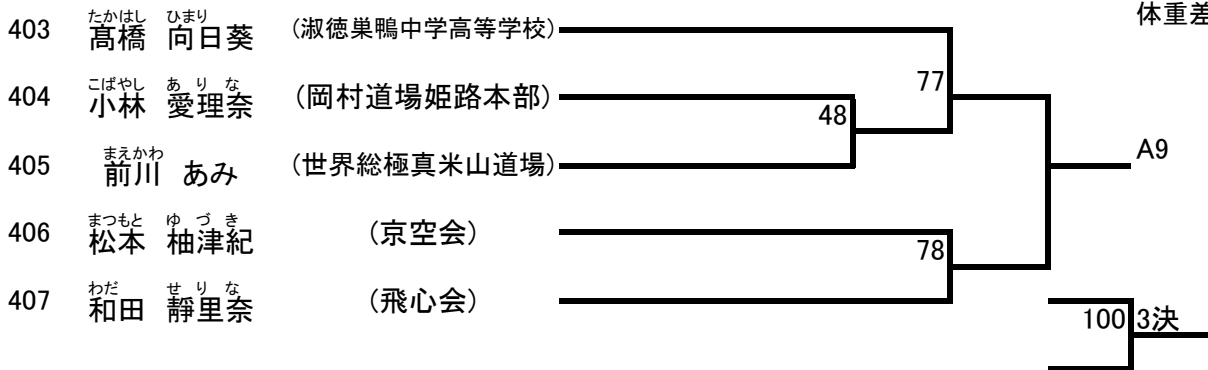 体重差
たかはし ひまり
403 髙橋 向日葵 (淑徳巣鴨中学高等学校)
77
こばやし ありな
404 小林 愛理奈 (岡村道場姫路本部)
48
まえかわ
405 前川 あみ (世界総極真米山道場)
A9
まつもと ゆづき
406 松本 柚津紀 (京空会)
78
わだ せりな
407 和田 靜里奈 (飛心会)
100 3決